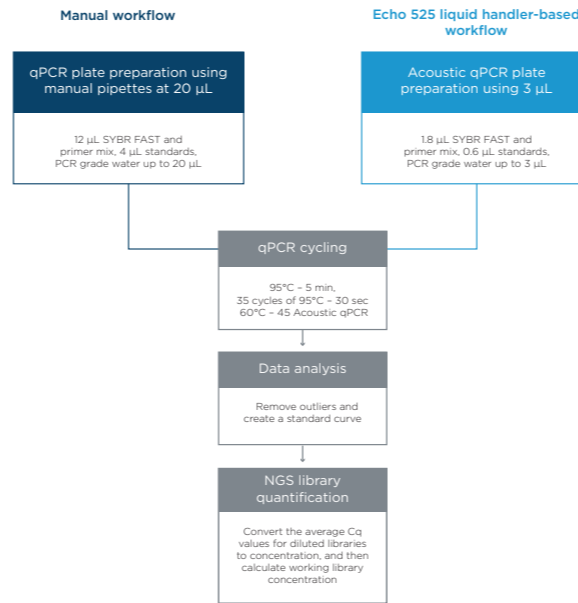 Manual workflow
Echo 525 liquid handler-based
workflow
qPCR plate preparation using
manual pipettes at 20 µL
12 µL SYBR FAST and
primer mix, 4 µL standards,
PCR grade water up to 20 µL
Acoustic qPCR plate
preparation using 3 µL
1.8 µL SYBR FAST and
primer mix, 0.6 µL standards,
PCR grade water up to 3 µL
qPCR cycling
95°C – 5 min,
35 cycles of 95°C – 30 sec
60°C – 45 Acoustic qPCR
Data analysis
Remove outliers and
create a standard curve
NGS library
quantification
Convert the average Cq
values for diluted libraries
to concentration, and then
calculate working library
concentration